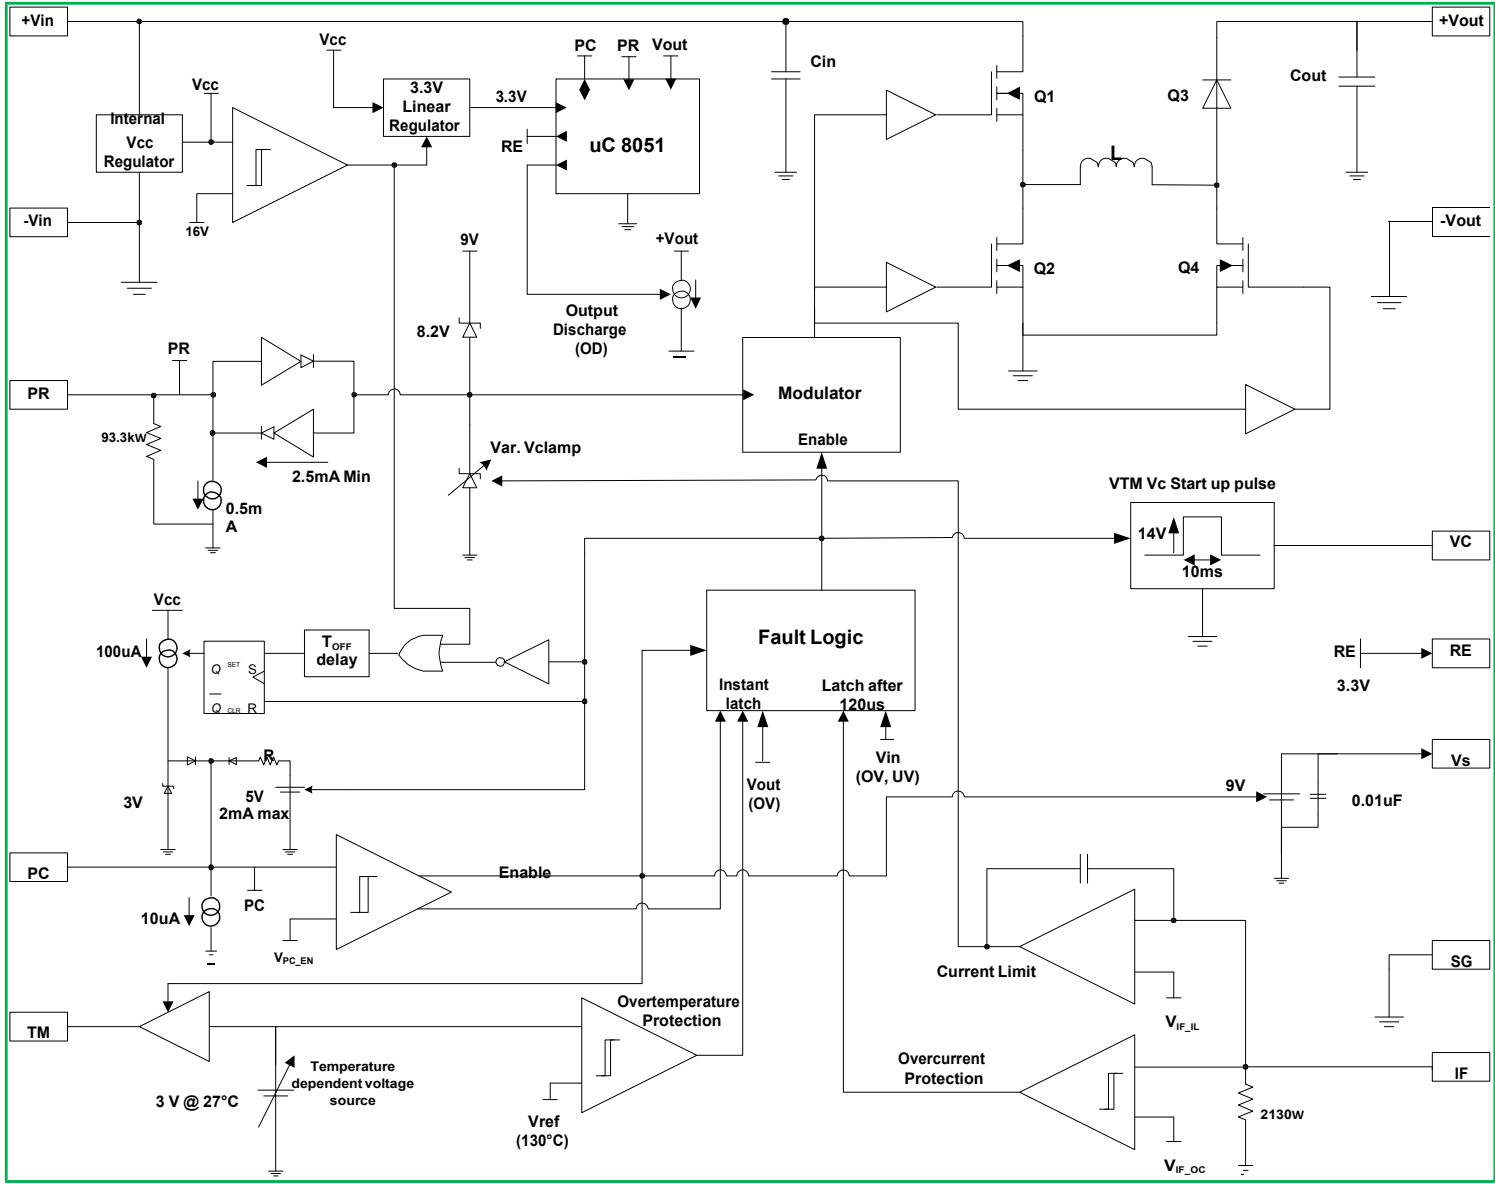 +Vin
Vcc
PC PR Vout
+Vout
Cin
Cout
Vcc
3.3V
Linear
Regulator
3.3V
Q1
Q3
Internal
Vcc
Regulator
RE
uC 8051
L
-Vin
16V
-Vout
9V
+Vout
Q2
Q4
8.2V
Output
Discharge
(OD)
PR
PR
Modulator
93.3kW
Enable
Var. Vclamp
2.5mA Min
0.5m
A
VTM Vc Start up pulse
14V
10ms
VC
Vcc
100uA
Q SET S
Q CLR R
TOFF
delay
Fault Logic
Instant
latch
Latch after
120us
RE
RE
3.3V
R
3V
5V
2mA max
Vout
(OV)
Vin
(OV, UV)
9V
0.01uF
Vs
PC
PC
Enable
10uA
VPC_EN
Current Limit
VIF_IL
SG
TM
Overtemperature
Protection
Temperature
dependent voltage
source
3 V @ 27°C
Vref
(130°C)
Overcurrent
Protection
VIF_OC
IF
2130W